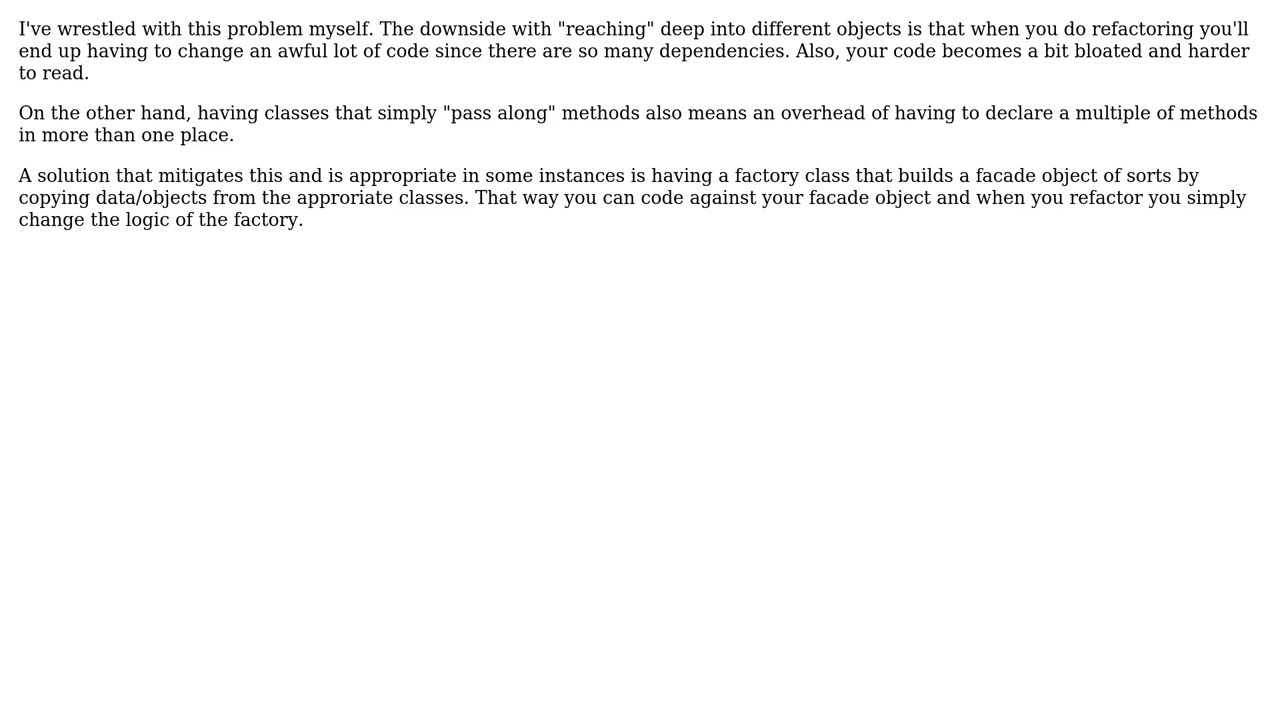 I've wrestled with this problem myself. The downside with "reaching" deep into different objects is that when you do refactoring you'll
end up having to change an awful lot of code since there are so many dependencies. Also, your code becomes a bit bloated and harder
to read.
On the other hand, having classes that simply "pass along" methods also means an overhead of having to declare a multiple of methods
in more than one place.
A solution that mitigates this and is appropriate in some instances is having a factory class that builds a facade object of sorts by
copying data/objects from the approriate classes. That way you can code against your facade object and when you refactor you simply
change the logic of the factory.